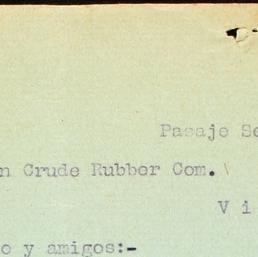 Pasaje Se
n Crude Rubber Com.
V i
o y amigos:-